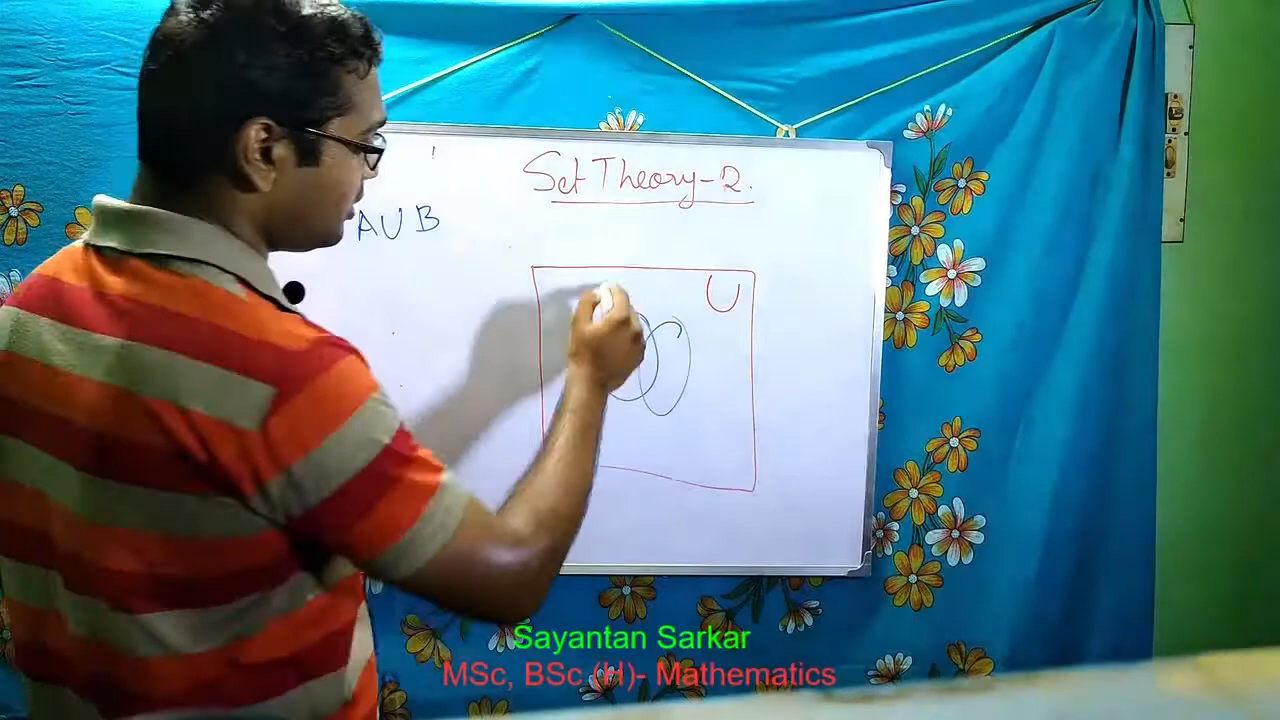 Set Theory-2.
A U B
U
Sayantan Sarkar
MSc, BSc (H)- Mathematics